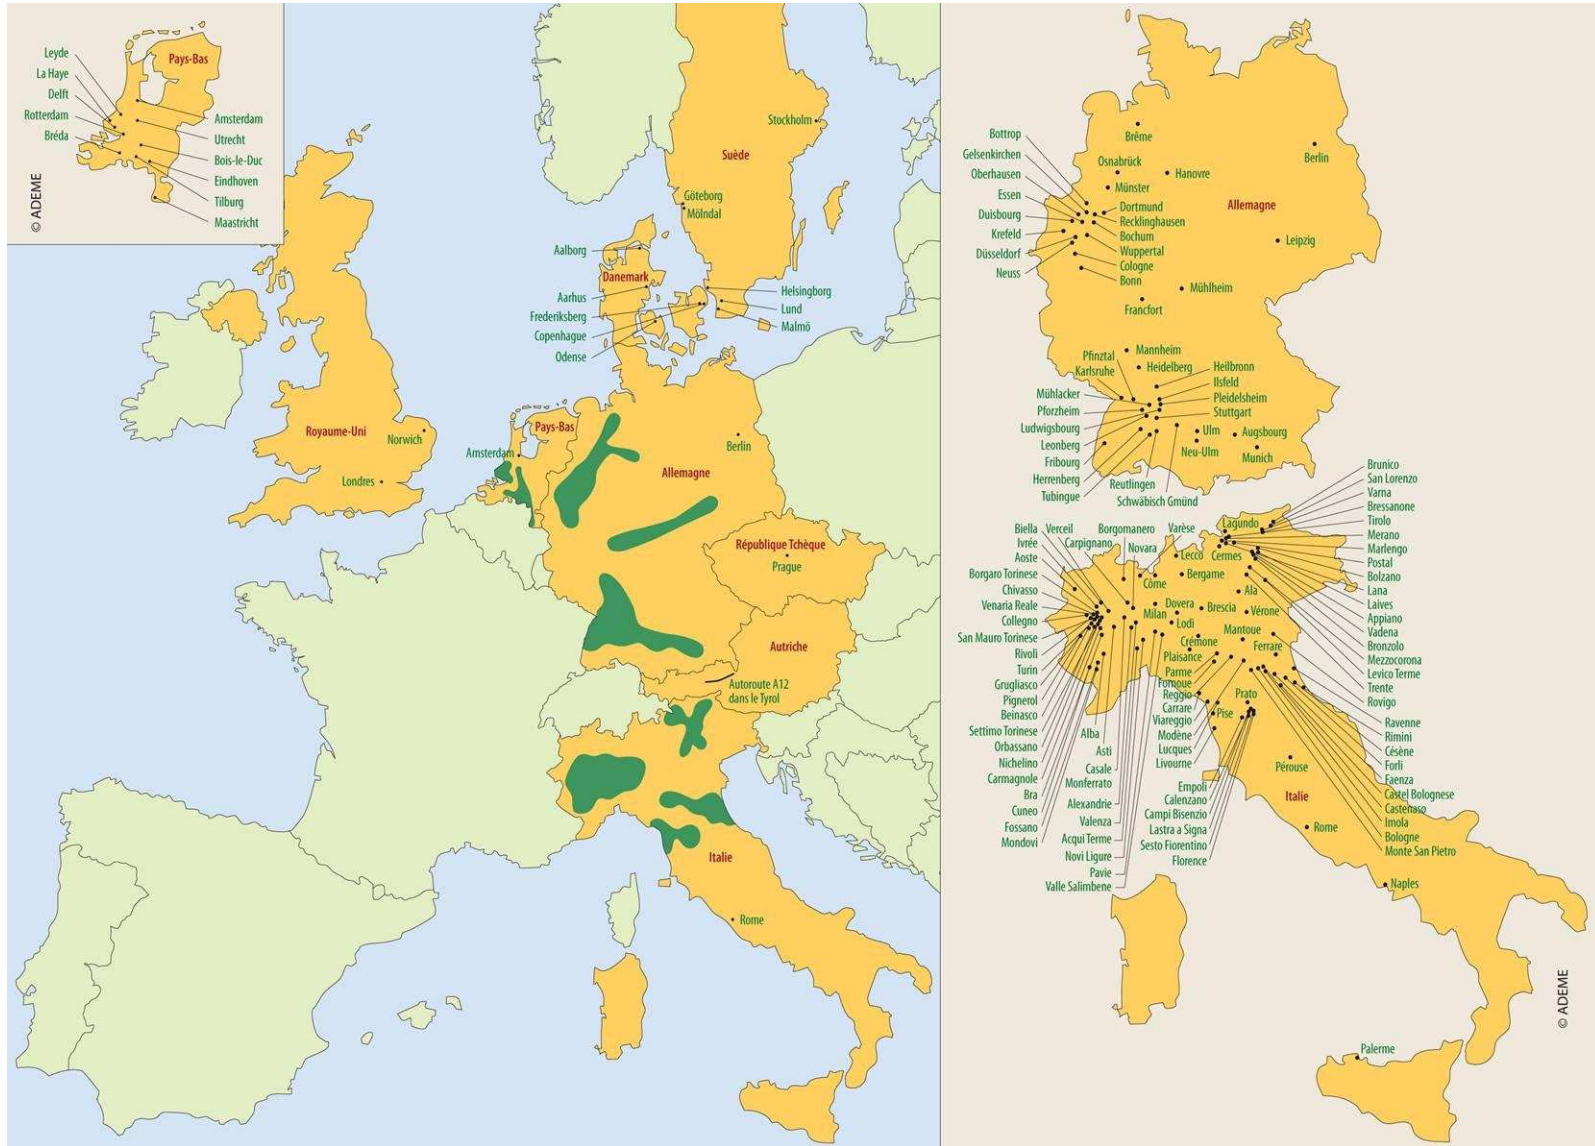 Leyde
La Haye
Delft
Rotterdam
Bréda
Pays-Bas
Amsterdam
Utrecht
Bois-le-Duc
Eindhoven
Tilburg
Maastricht
© ADEME
Stockholm
Suède
Göteborg
Mölndal
Aalborg
Danemark
Aarhus
Frederiksberg
Copenhague
Odense
Helsingborg
Lund
Malmö
Royaume-Uni
Norwich
Londres
Pays-Bas
Amsterdam
Berlin
Allemagne
République Tchèque
Prague
Autriche
Autoroute A12
dans le Tyrol
Italie
Rome
Brême
Berlin
Bottrop
Gelsenkirchen
Oberhausen
Essen
Duisbourg
Krefeld
Düsseldorf
Neuss
Osnabrück
Hanovre
Münster
Allemagne
Dortmund
Recklinghausen
Bochum
Wuppertal
Cologne
Bonn
Leipzig
Mühlheim
Francfort
Mannheim
Pfinztal
Heidelberg
Karlsruhe
Heilbronn
Ilsfeld
Pleidelsheim
Stuttgart
Mühlacker
Pforzheim
Ludwigsbourg
Leonberg
Fribourg
Herrenberg
Tubingue
Reutlingen
Schwäbisch Gmünd
Ulm
Neu-Ulm
Augsbourg
Munich
Brunico
San Lorenzo
Varna
Bressanone
Tirolo
Merano
Marlengo
Postal
Bolzano
Lana
Laives
Appiano
Vadena
Bronzolo
Mezzocorona
Levico Terme
Trente
Rovigo
Ravenne
Rimini
Césène
Forli
Faenza
Castel Bolognese
Castenaso
Imola
Bologne
Monte San Pietro
Biella
Verceil
Ivrée
Carpignano
Aoste
Borgomanero
Novara
Varèse
Lagundo
Lecco
Cermes
Côme
Bergame
Ala
Borgaro Torinese
Chivasso
Venaria Reale
Collegno
San Mauro Torinese
Rivoli
Turin
Grugliasco
Pignerol
Beinasco
Settimo Torinese
Orbassano
Nichelino
Carmagnole
Bra
Cuneo
Fossano
Mondovi
Dovera
Brescia
Vérone
Milan
Lodi
Mantoue
Crémone
Ferrare
Plaisance
Parme
Fornoue
Reggio
Prato
Carrare
Pise
Viareggio
Modène
Lucques
Livourne
Alba
Asti
Casale
Monferrato
Alexandrie
Valenza
Acqui Terme
Novi Ligure
Pavie
Valle Salimbene
Empoli
Calenzano
Campi Bisenzio
Lastra a Signa
Sesto Fiorentino
Florence
Pérouse
Italie
Rome
Naples
Palerme
© ADEME